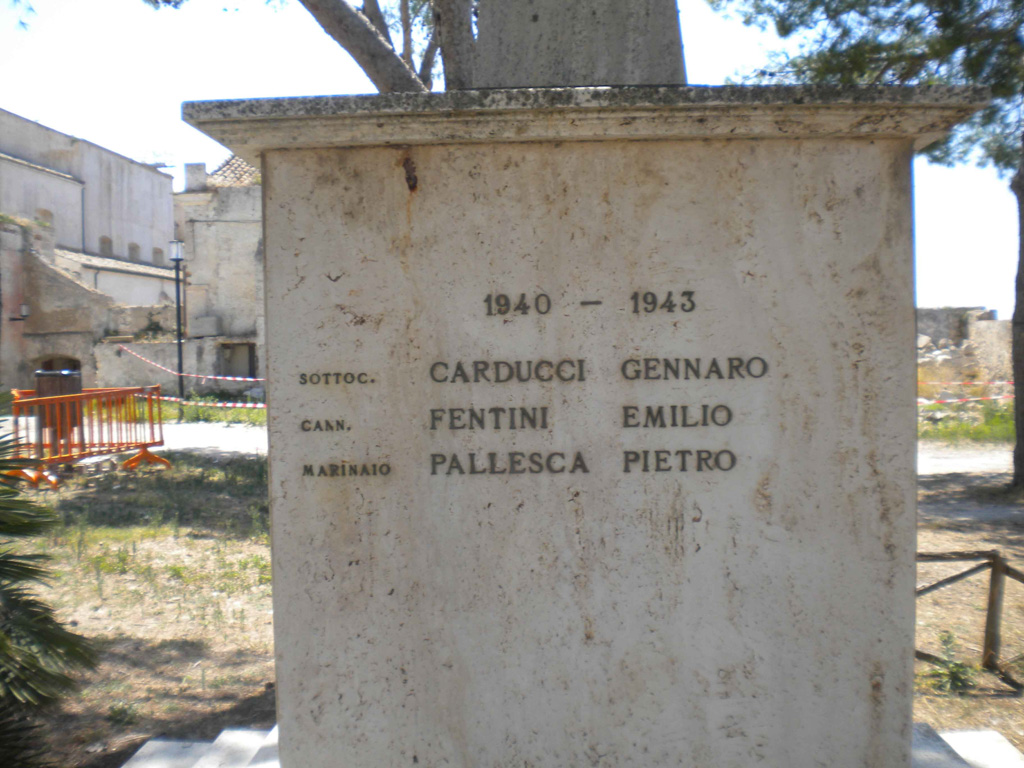 1940 – 1943
SOTTOC. CARDUCCI GENNARO
CANN. FENTINI EMILIO
MARINAIO PALLESCA PIETRO